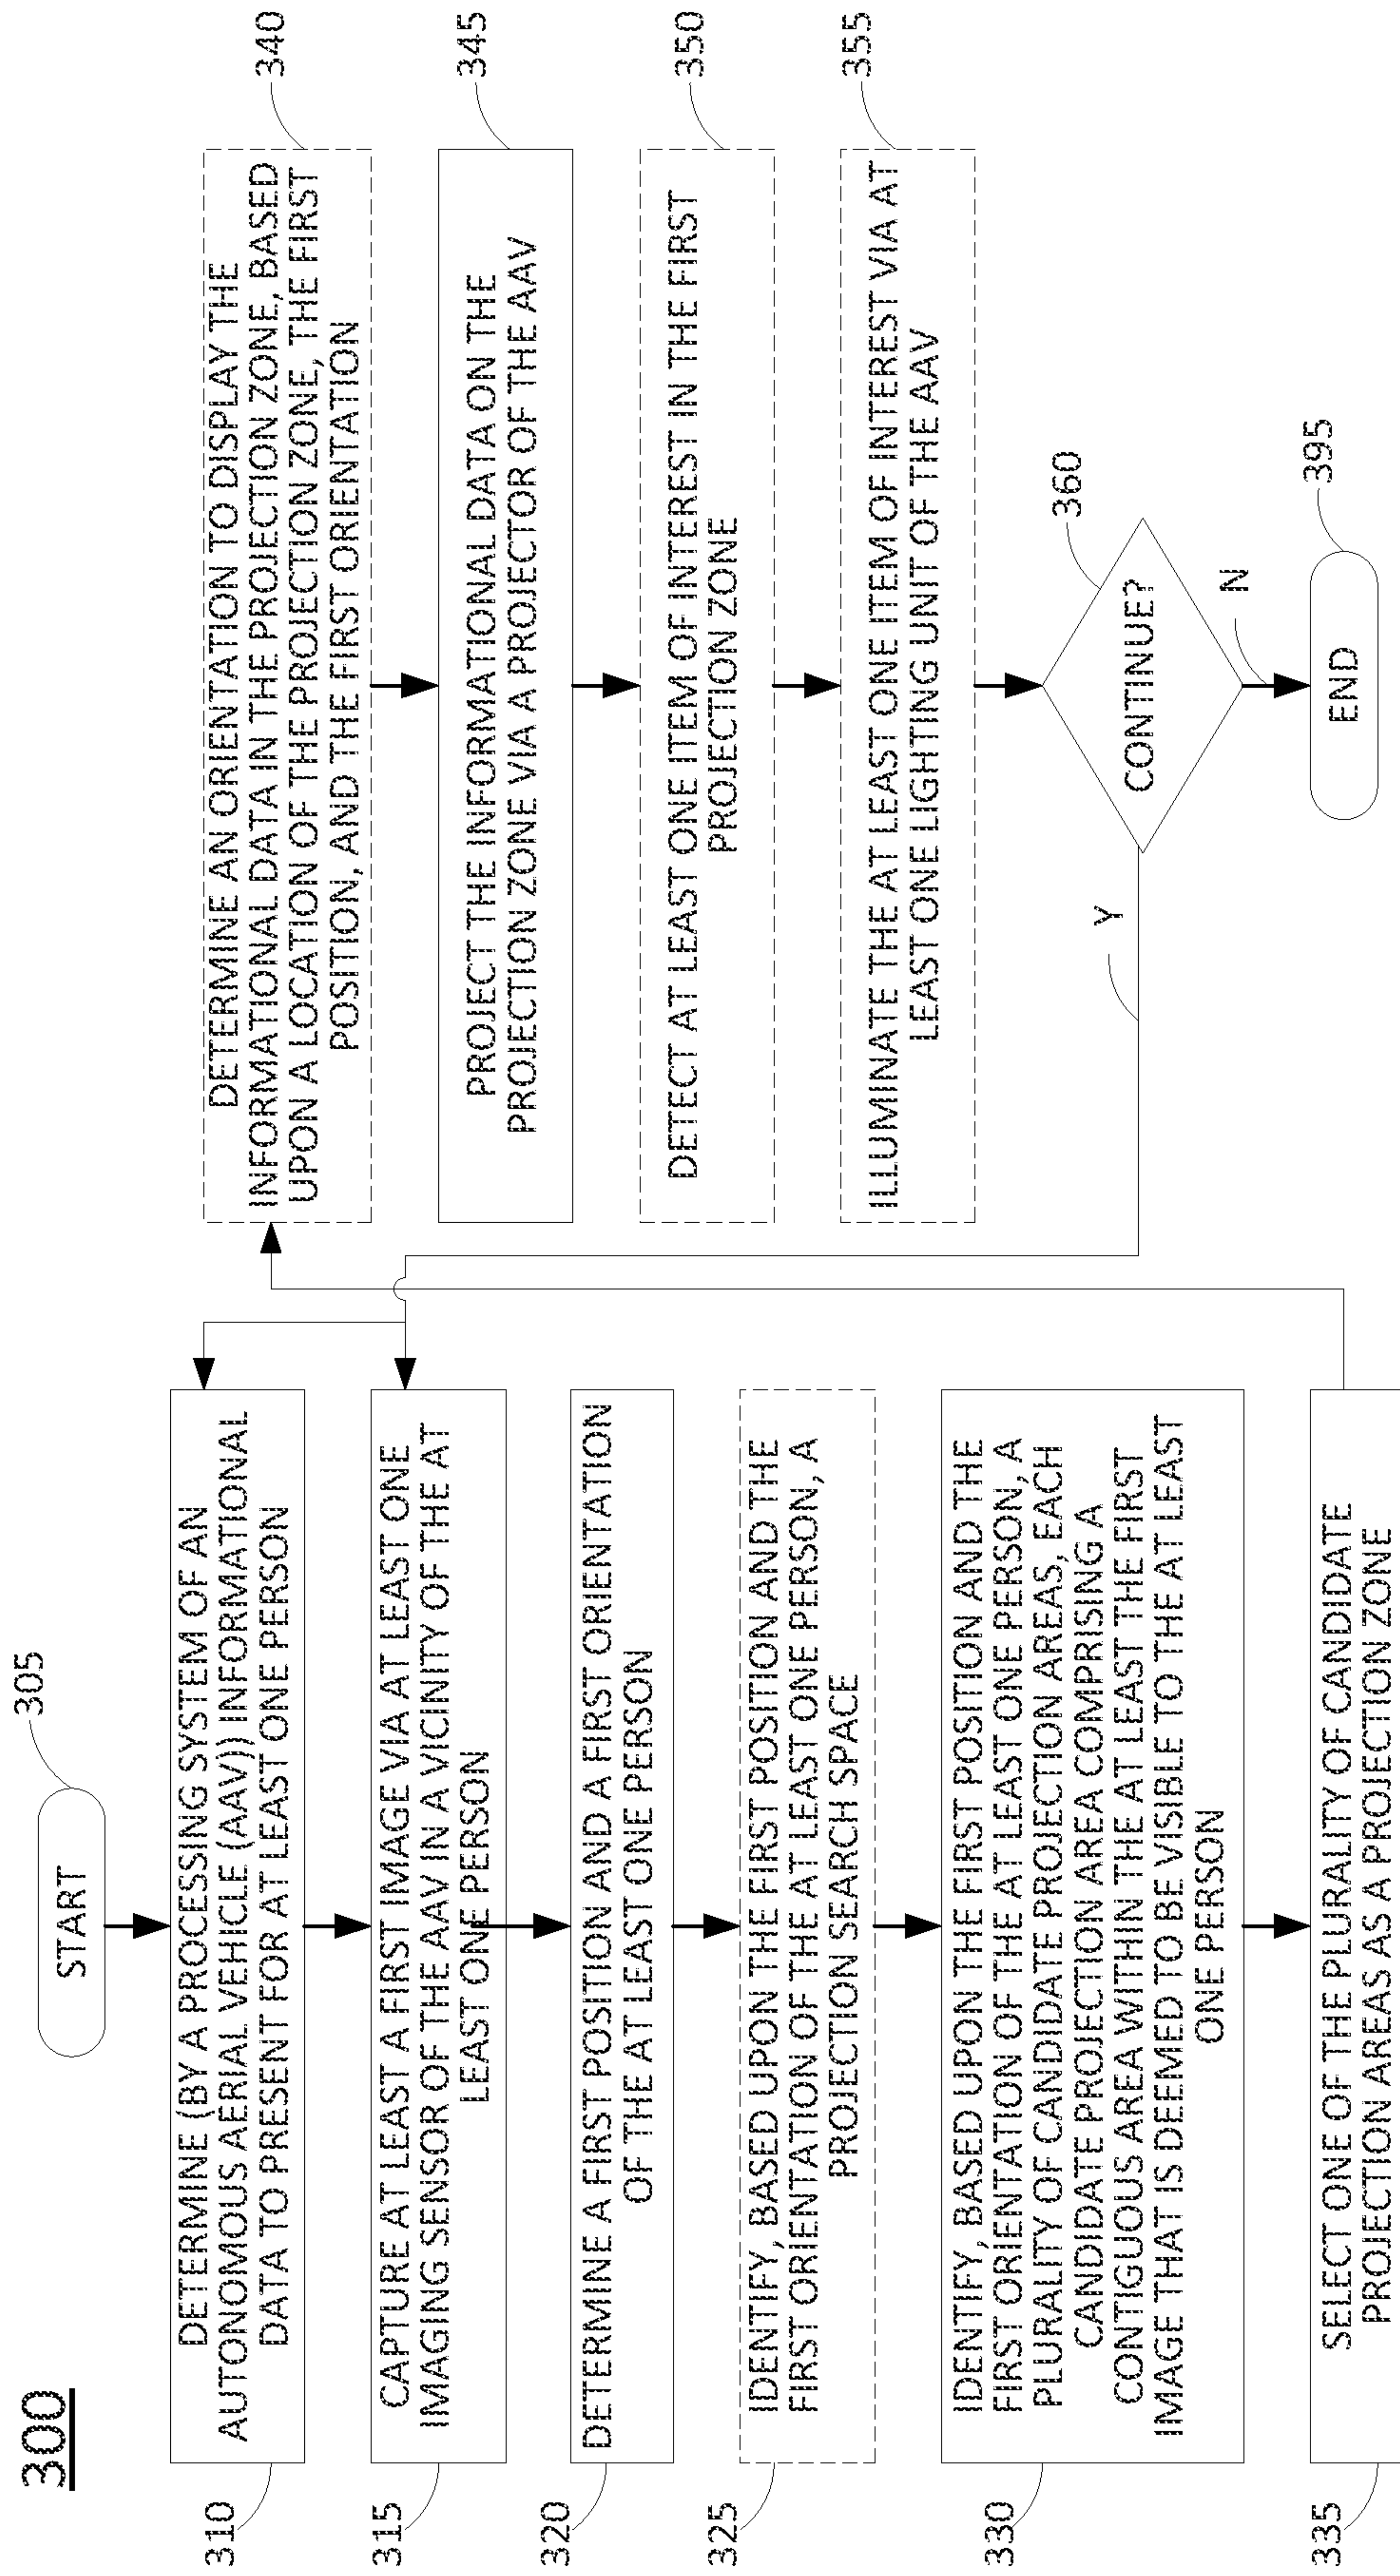 300
START
305
DETERMINE (BY A PROCESSING SYSTEM OF AN
AUTONOMOUS AERIAL VEHICLE (AAV)) INFORMATIONAL
DATA TO PRESENT FOR AT LEAST ONE PERSON
310
CAPTURE AT LEAST A FIRST IMAGE VIA AT LEAST ONE
IMAGING SENSOR OF THE AAV IN A VICINITY OF THE AT
LEAST ONE PERSON
315
DETERMINE A FIRST POSITION AND A FIRST ORIENTATION
OF THE AT LEAST ONE PERSON
320
IDENTIFY, BASED UPON THE FIRST POSITION AND THE
FIRST ORIENTATION OF THE AT LEAST ONE PERSON, A
PROJECTION SEARCH SPACE
325
IDENTIFY, BASED UPON THE FIRST POSITION AND THE
FIRST ORIENTATION OF THE AT LEAST ONE PERSON, A
PLURALITY OF CANDIDATE PROJECTION AREAS, EACH
CANDIDATE PROJECTION AREA COMPRISING A
CONTIGUOUS AREA WITHIN THE AT LEAST THE FIRST
IMAGE THAT IS DEEMED TO BE VISIBLE TO THE AT LEAST
ONE PERSON
330
SELECT ONE OF THE PLURALITY OF CANDIDATE
PROJECTION AREAS AS A PROJECTION ZONE
335
DETERMINE AN ORIENTATION TO DISPLAY THE
INFORMATIONAL DATA IN THE PROJECTION ZONE, BASED
UPON A LOCATION OF THE PROJECTION ZONE, THE FIRST
POSITION, AND THE FIRST ORIENTATION
340
PROJECT THE INFORMATIONAL DATA ON THE
PROJECTION ZONE VIA A PROJECTOR OF THE AAV
345
DETECT AT LEAST ONE ITEM OF INTEREST IN THE FIRST
PROJECTION ZONE
350
ILLUMINATE THE AT LEAST ONE ITEM OF INTEREST VIA AT
LEAST ONE LIGHTING UNIT OF THE AAV
355
CONTINUE?
360
Y
N
END
395